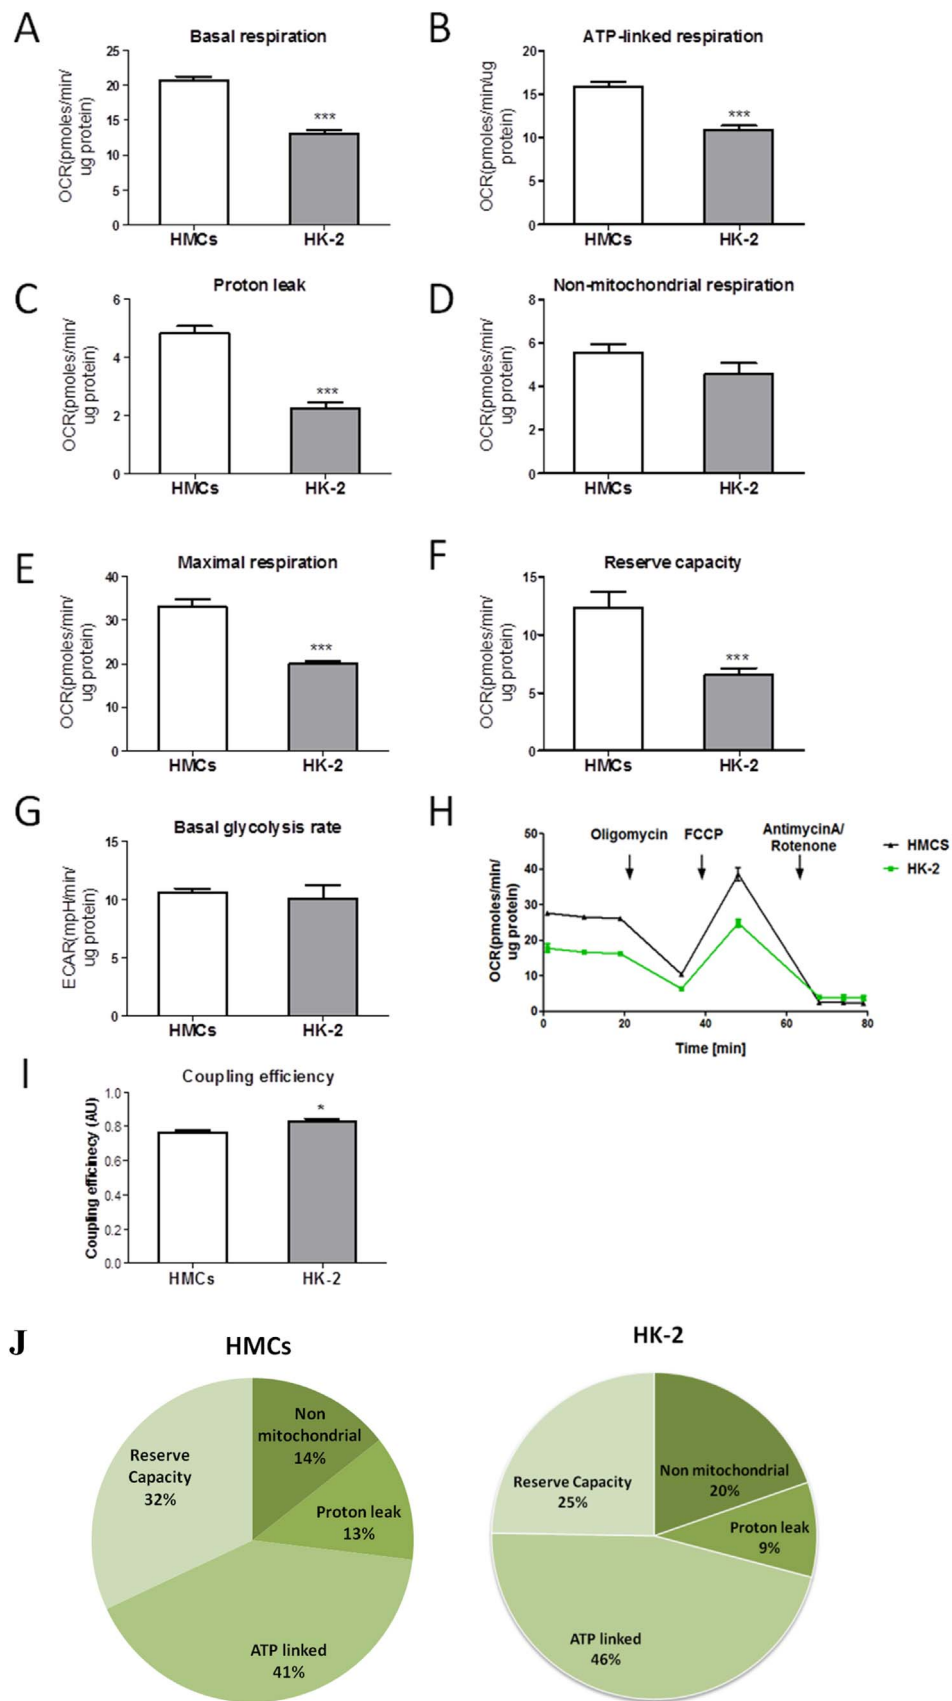 A
Basal respiration
OCR(pmoles/min/
ug protein)
25
20
15
10
5
0
***
HMCs
HK-2
B
ATP-linked respiration
OCR(pmoles/min/ug
protein)
20
15
10
5
0
***
HMCs
HK-2
C
Proton leak
OCR(pmoles/min/
ug protein)
6
4
2
0
***
HMCs
HK-2
D
Non-mitochondrial respiration
OCR(pmoles/min/
ug protein)
8
6
4
2
0
HMCs
HK-2
E
Maximal respiration
OCR(pmoles/min/
ug protein)
40
30
20
10
0
***
HMCs
HK-2
F
Reserve capacity
OCR(pmoles/min/
ug protein)
15
10
5
0
***
HMCs
HK-2
G
Basal glycolysis rate
ECAR(mpH/min/
ug protein)
15
10
5
0
HMCs
HK-2
H
OCR(pmoles/min/
ug protein)
50
40
30
20
10
0
Oligomycin
FCCP
AntimycinA/
Rotenone
HMCS
HK-2
0
20
40
60
80
Time [min]
I
Coupling efficiency
Coupling efficinecy (AU)
1.0
0.8
0.6
0.4
0.2
0.0
*
HMCs
HK-2
J
HMCs
Non
mitochondrial
14%
Proton leak
13%
ATP linked
41%
Reserve
Capacity
32%
HK-2
Non mitochondrial
20%
Proton leak
9%
ATP linked
46%
Reserve Capacity
25%